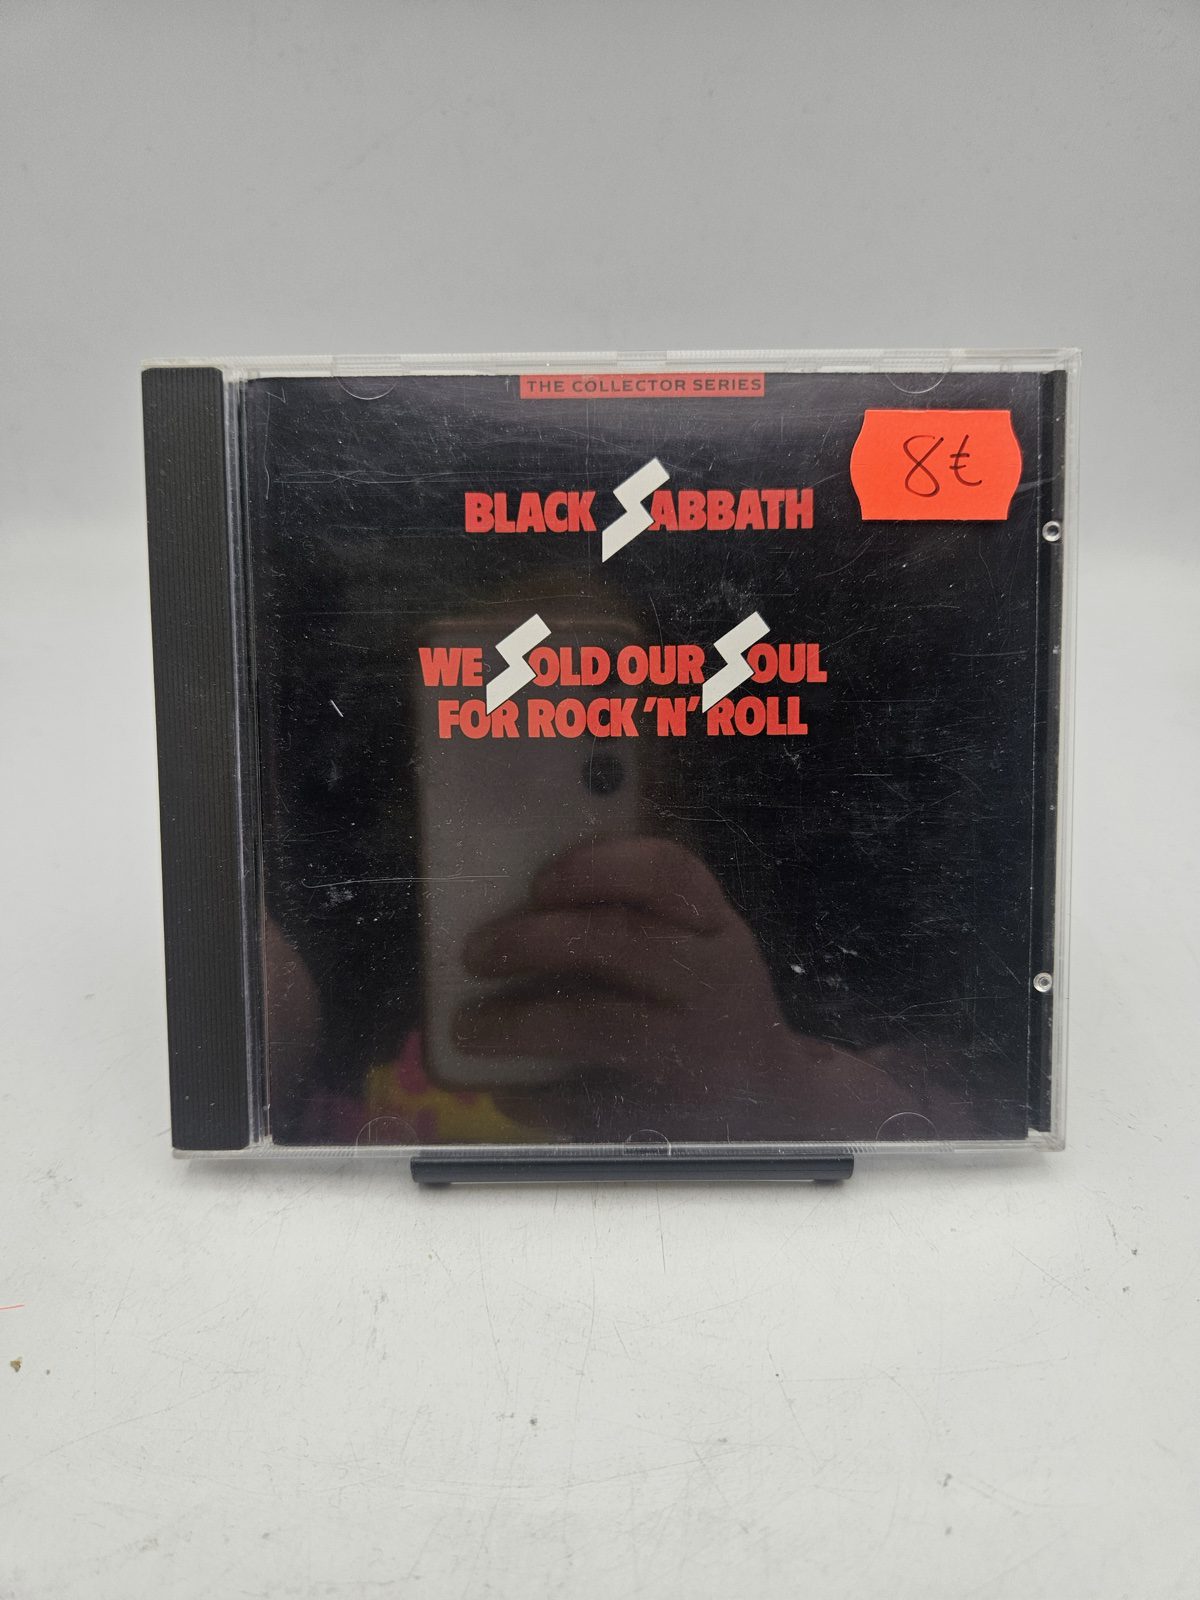 THE COLLECTOR SERIES
8€
BLACK SABBATH
WE SOLD OUR SOUL
FOR ROCK 'N' ROLL